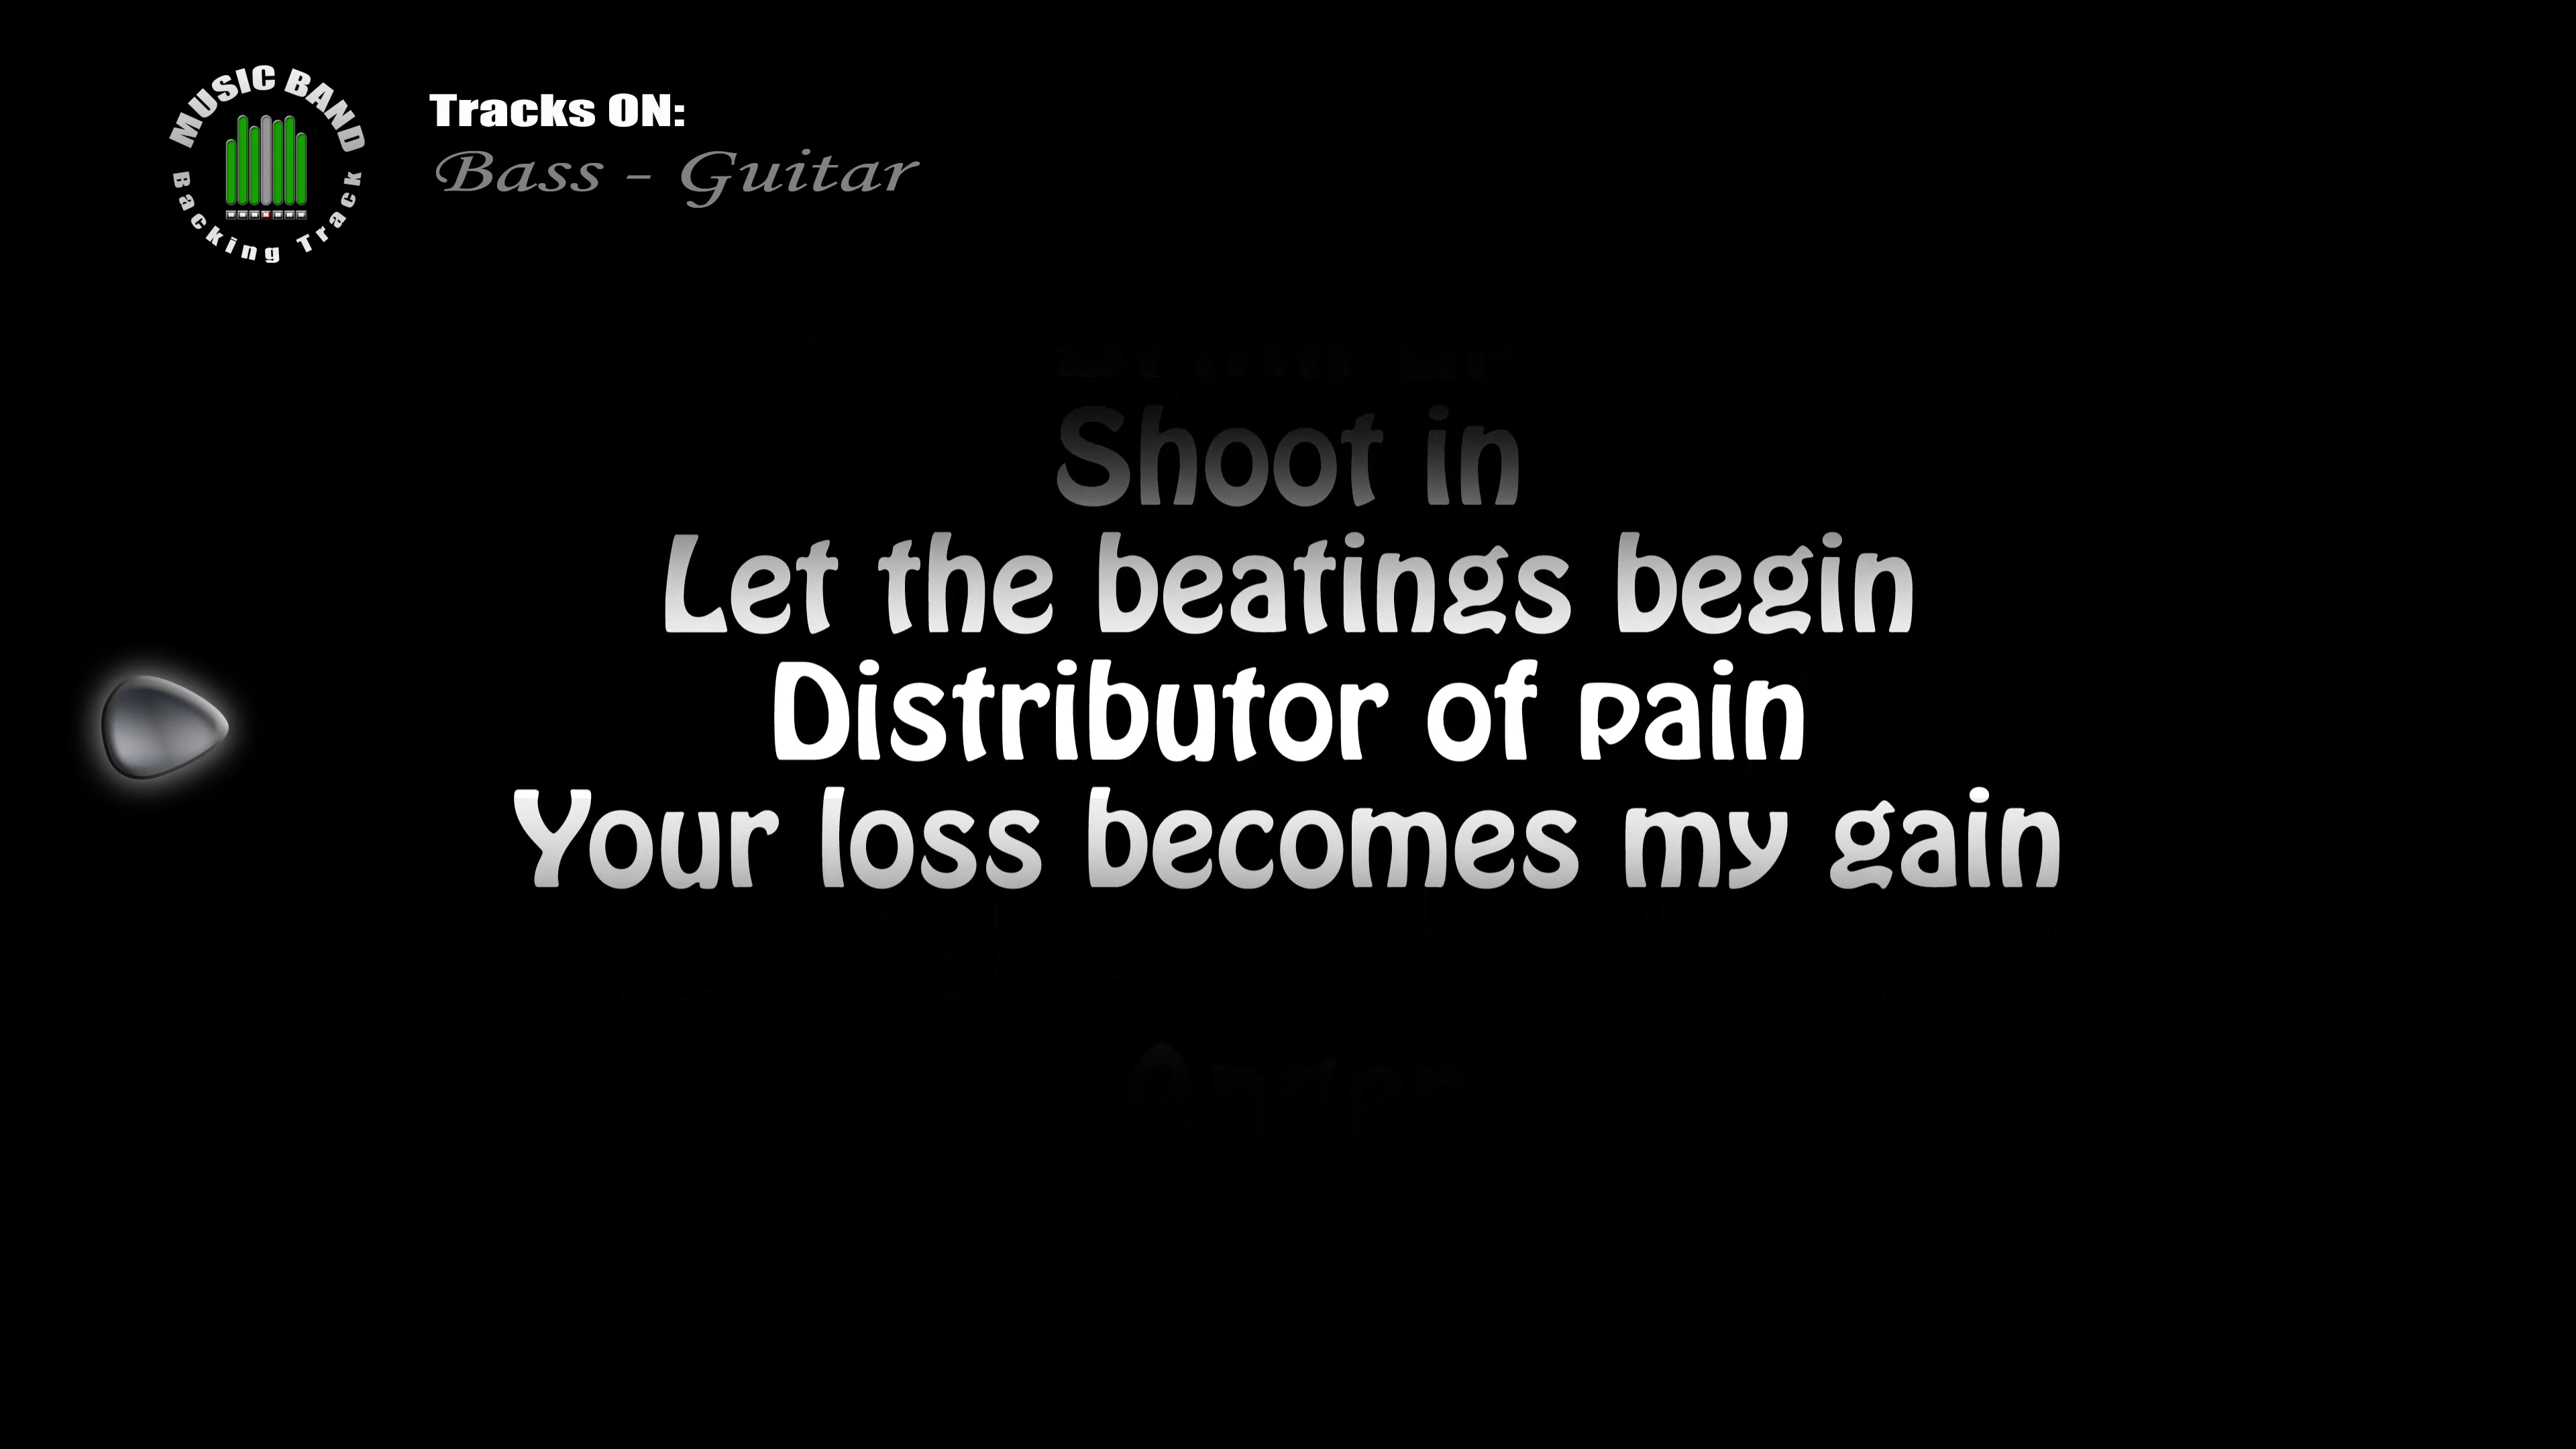 MUSIC BAND
Backing Track
Tracks ON:
Bass - Guitar
Shoot in
Let the beatings begin
Distributor of pain
Your loss becomes my gain
Anger